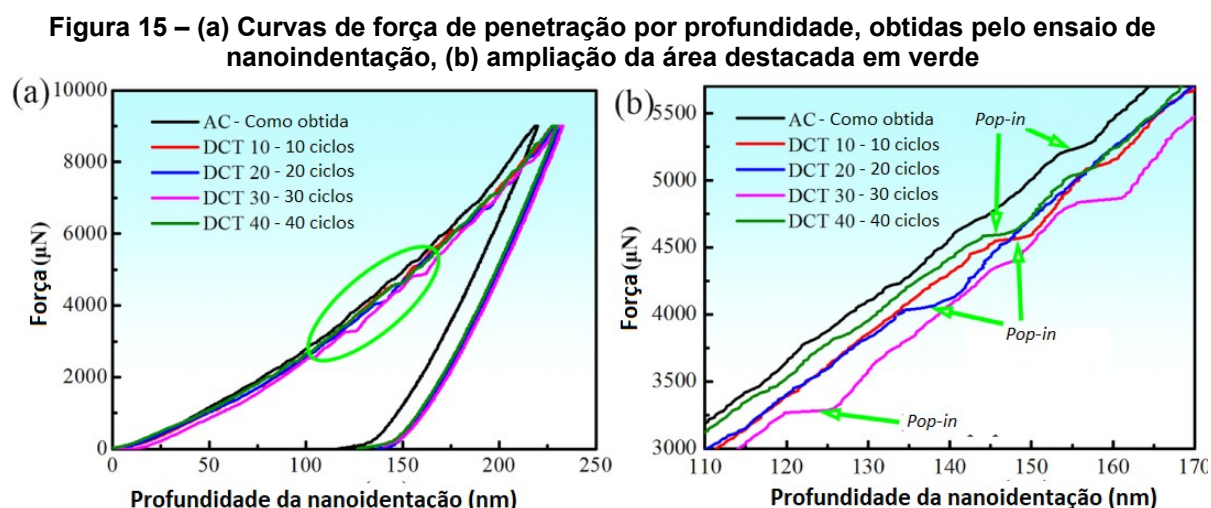 Figura 15 – (a) Curvas de força de penetração por profundidade, obtidas pelo ensaio de
nanoindentação, (b) ampliação da área destacada em verde
(a)
10000
8000
6000
4000
2000
0
Força (µN)
AC - Como obtida
DCT 10 - 10 ciclos
DCT 20 - 20 ciclos
DCT 30 - 30 ciclos
DCT 40 - 40 ciclos
0 50 100 150 200 250
Profundidade da nanoidentação (nm)
(b)
5500
5000
4500
4000
3500
3000
Força (µN)
AC - Como obtida
DCT 10 - 10 ciclos
DCT 20 - 20 ciclos
DCT 30 - 30 ciclos
DCT 40 - 40 ciclos
Pop-in
Pop-in
Pop-in
110 120 130 140 150 160 170
Profundidade da nanoidentação (nm)